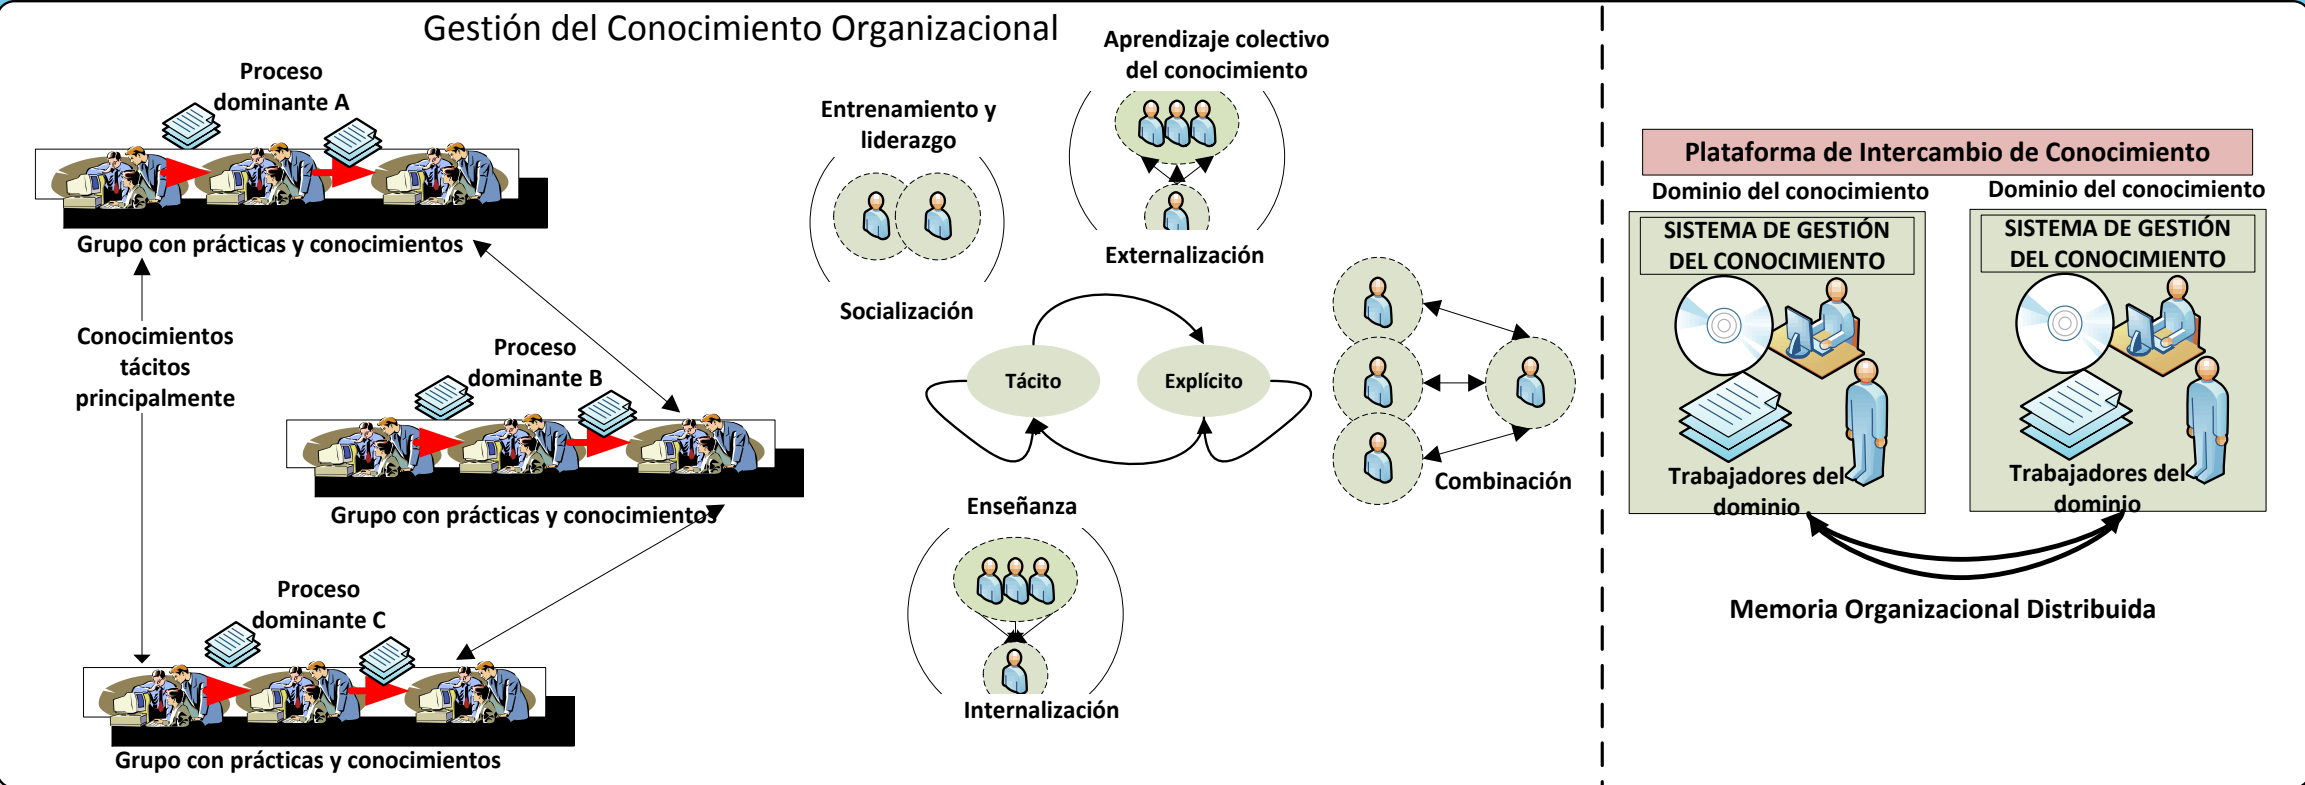 Gestión del Conocimiento Organizacional
Proceso
dominante A
Grupo con prácticas y conocimientos
Conocimientos
tácitos
principalmente
Proceso
dominante B
Grupo con prácticas y conocimientos
Proceso
dominante C
Grupo con prácticas y conocimientos
Entrenamiento y
liderazgo
Socialización
Aprendizaje colectivo
del conocimiento
Externalización
Tácito
Explícito
Combinación
Enseñanza
Internalización
Plataforma de Intercambio de Conocimiento
Dominio del conocimiento
SISTEMA DE GESTIÓN
DEL CONOCIMIENTO
Trabajadores del
dominio
Dominio del conocimiento
SISTEMA DE GESTIÓN
DEL CONOCIMIENTO
Trabajadores del
dominio
Memoria Organizacional Distribuida